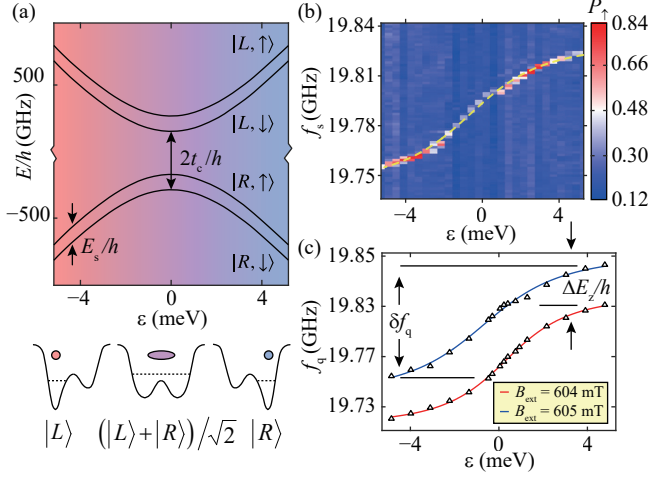 (a)
E/h (GHz)
500
−500
|L,↑⟩
|L,↓⟩
2t_c/h
|R,↑⟩
|R,↓⟩
E_s/h
−4
0
4
ε (meV)
|L⟩
(|L⟩+|R⟩)/√2
|R⟩
(b)
f_s (GHz)
19.84
19.81
19.78
19.75
−4
0
4
ε (meV)
P_↑
0.84
0.66
0.48
0.30
0.12
(c)
f_q (GHz)
19.85
19.83
19.77
19.73
δf_q
ΔE_z/h
B_ext = 604 mT
B_ext = 605 mT
−4
−2
0
2
4
ε (meV)